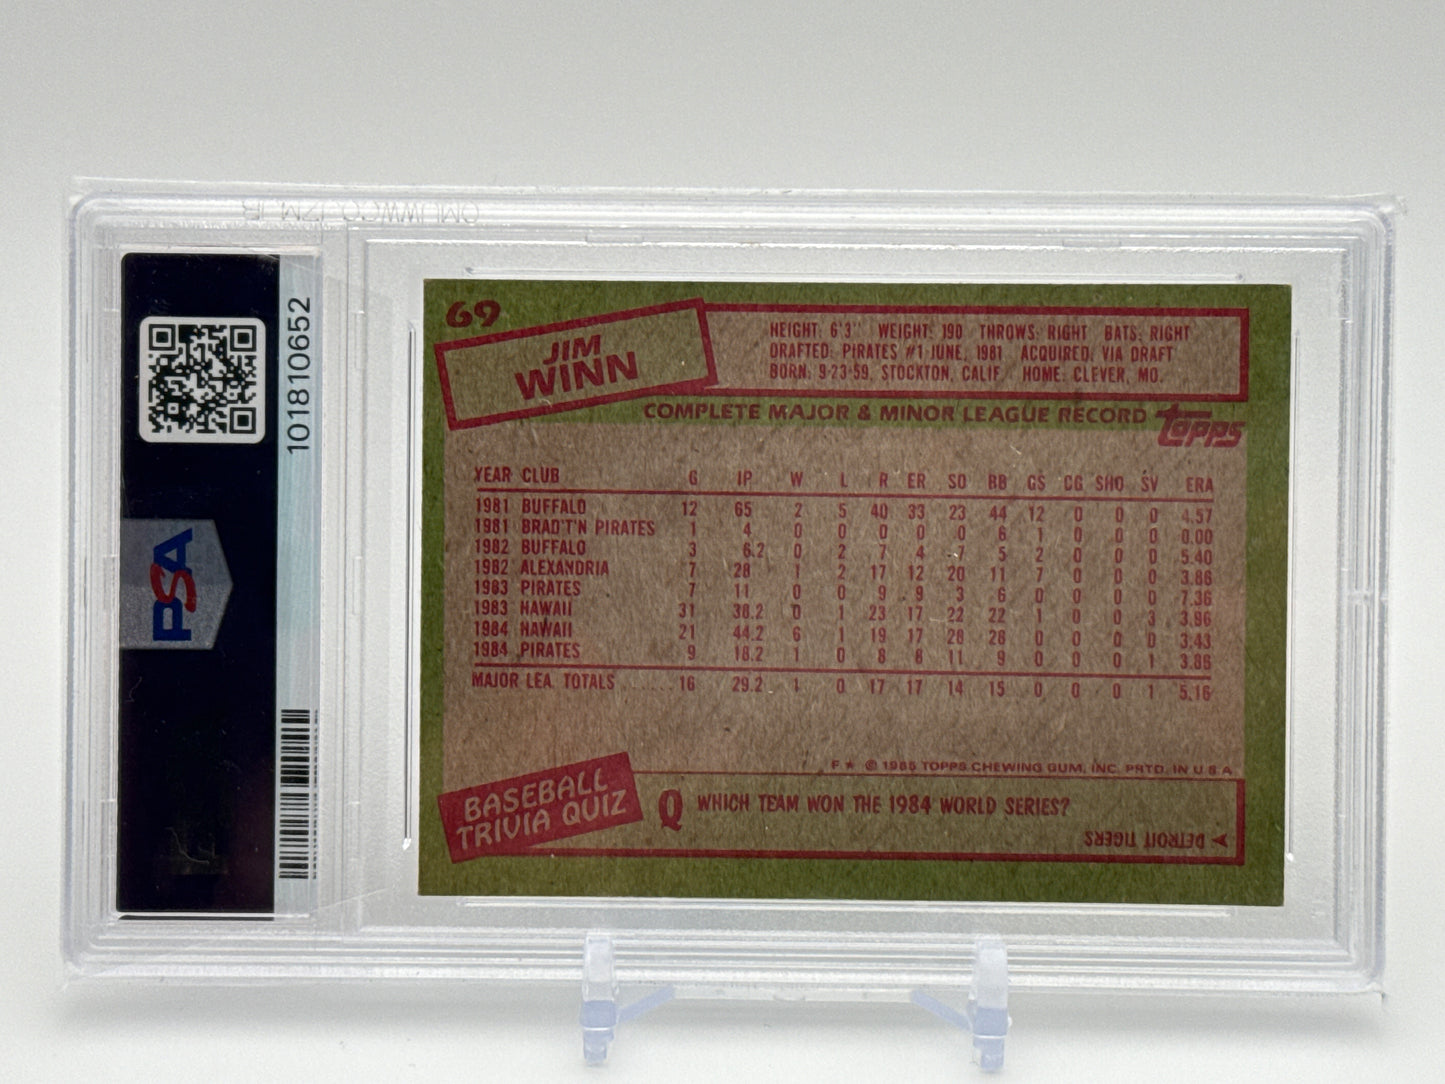 101810652
PSA
69
JIM
WINN
HEIGHT: 6'3" WEIGHT: 190 THROWS: RIGHT BATS: RIGHT
DRAFTED: PIRATES #1-JUNE, 1981 ACQUIRED: VIA DRAFT
BORN: 9-23-59, STOCKTON, CALIF. HOME: CLEVER, MO.
COMPLETE MAJOR & MINOR LEAGUE RECORD topps
YEAR CLUB G IP W L R ER SO BB GS CG SHO SV ERA
1981 BUFFALO 12 65 2 5 40 33 23 44 12 0 0 0 4.57
1981 BRAD'T'N PIRATES 1 4 0 0 0 0 0 6 1 0 0 0 0.00
1982 BUFFALO 3 6.2 0 2 7 4 7 5 2 0 0 0 5.40
1982 ALEXANDRIA 7 28 1 2 17 12 20 11 7 0 0 0 3.86
1983 PIRATES 7 11 0 0 9 9 3 6 0 0 0 0 7.36
1983 HAWAII 31 38.2 0 1 23 17 22 22 1 0 0 3 3.96
1984 HAWAII 21 44.2 6 1 19 17 28 28 0 0 0 0 3.43
1984 PIRATES 9 18.2 1 0 8 8 11 9 0 0 0 1 3.86
MAJOR LEA. TOTALS ...... 16 29.2 1 0 17 17 14 15 0 0 0 1 5.16
F ★ © 1985 TOPPS CHEWING GUM, INC. PRTD. IN U.S.A.
BASEBALL
TRIVIA QUIZ
Q WHICH TEAM WON THE 1984 WORLD SERIES?
DETROIT TIGERS